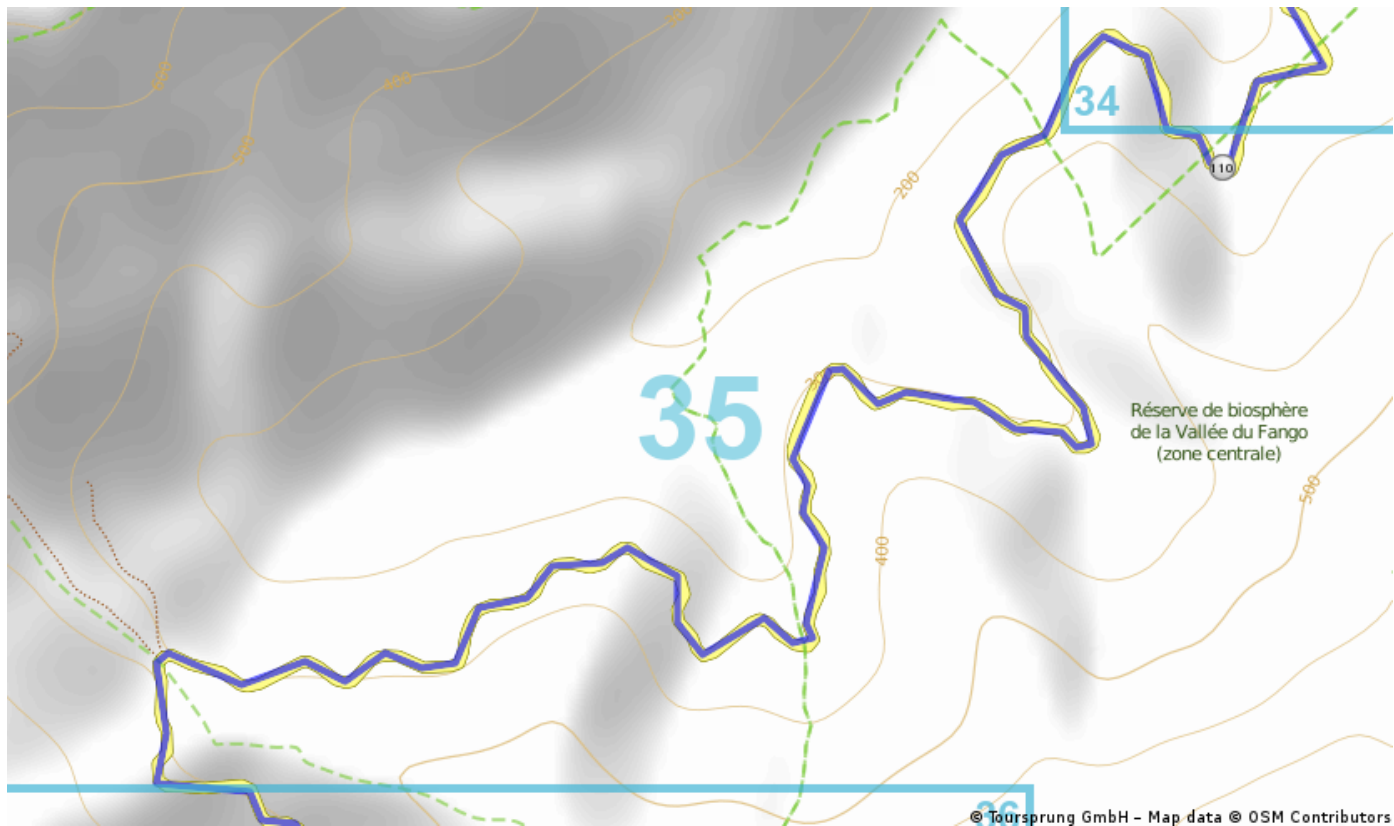 34
110
200
400
35
Réserve de biosphère
de la Vallée du Fango
(zone centrale)
500
400
36
© Toursprung GmbH – Map data © OSM Contributors